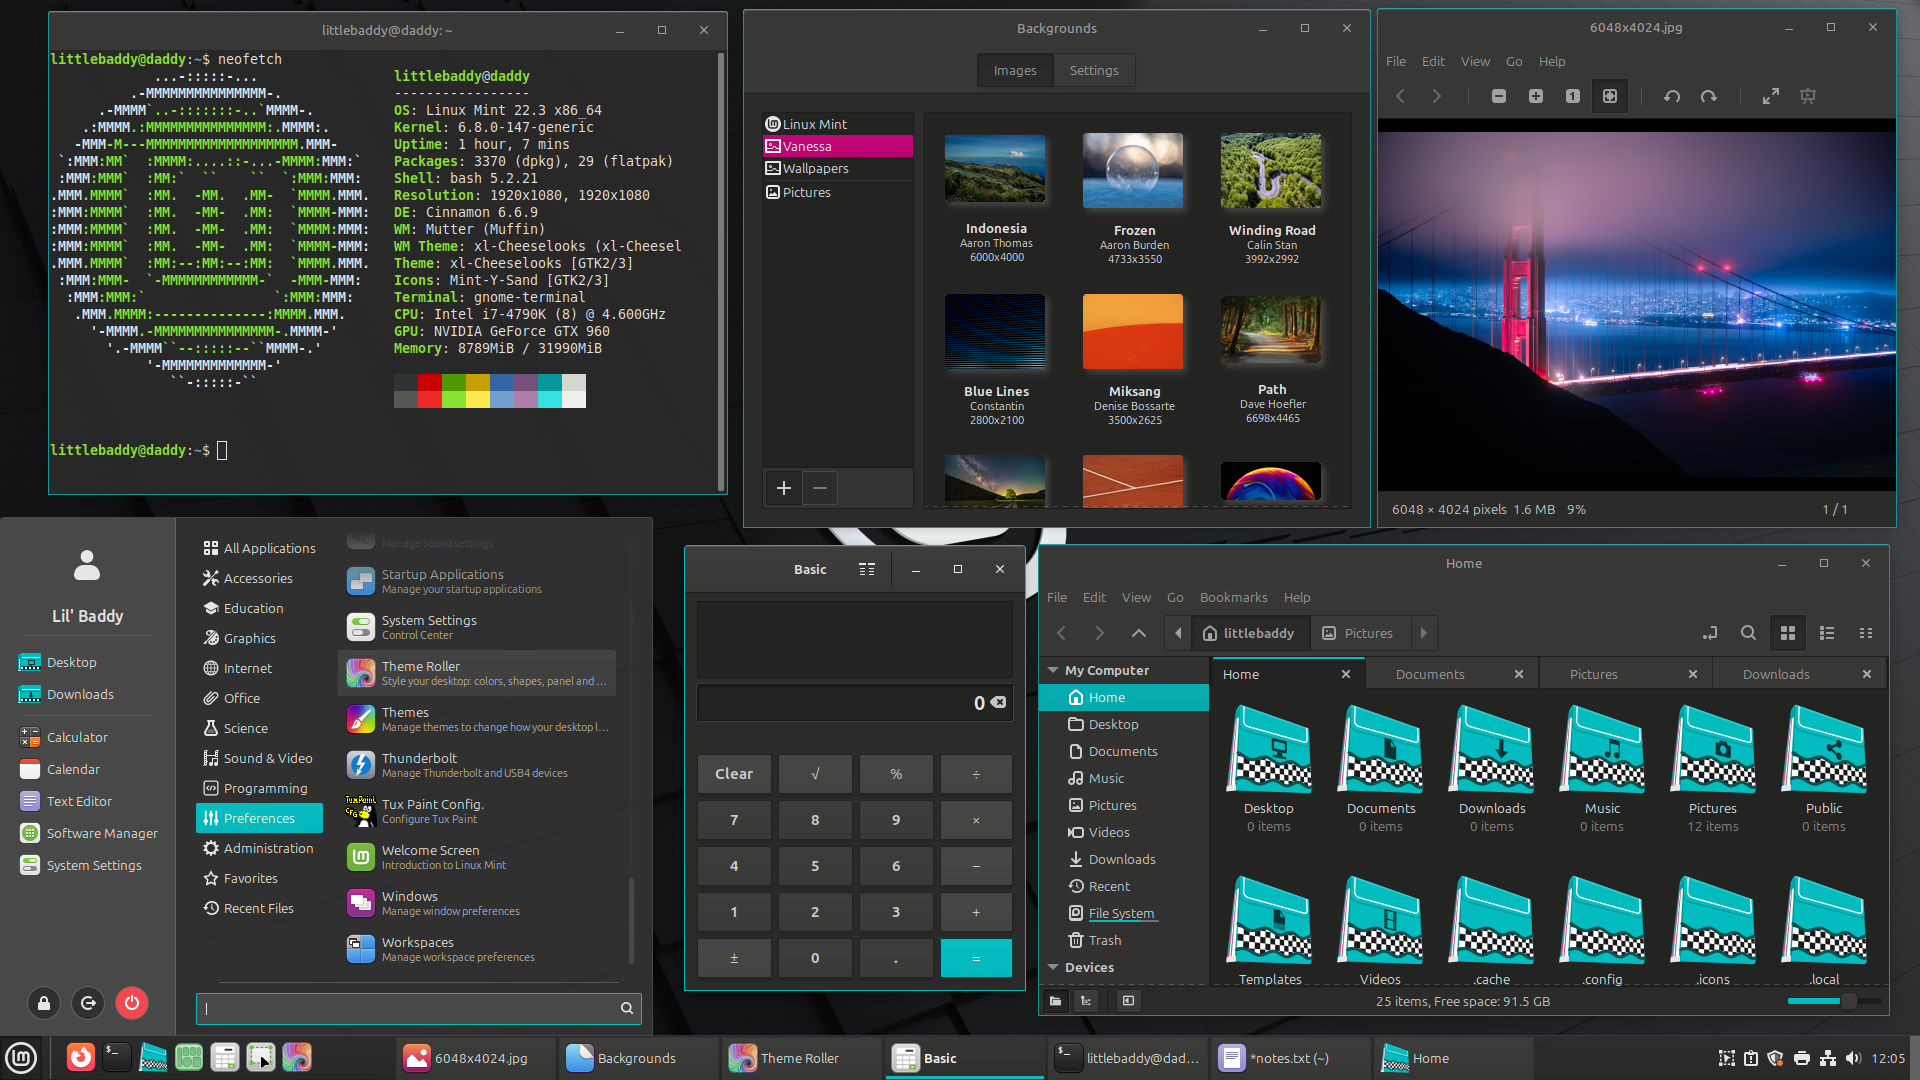 littlebaddy@daddy: ~
littlebaddy@daddy:~$ neofetch
littlebaddy@daddy
-----------------
OS: Linux Mint 22.3 x86_64
Kernel: 6.8.0-147-generic
Uptime: 1 hour, 7 mins
Packages: 3370 (dpkg), 29 (flatpak)
Shell: bash 5.2.21
Resolution: 1920x1080, 1920x1080
DE: Cinnamon 6.6.9
WM: Mutter (Muffin)
WM Theme: xl-Cheeselooks (xl-Cheesel
Theme: xl-Cheeselooks [GTK2/3]
Icons: Mint-Y-Sand [GTK2/3]
Terminal: gnome-terminal
CPU: Intel i7-4790K (8) @ 4.600GHz
GPU: NVIDIA GeForce GTX 960
Memory: 8789MiB / 31990MiB
littlebaddy@daddy:~$
Backgrounds
Images Settings
Linux Mint
Vanessa
Wallpapers
Pictures
Indonesia
Aaron Thomas
6000x4000
Frozen
Aaron Burden
4733x3550
Winding Road
Calin Stan
3992x2992
Blue Lines
Constantin
2800x2100
Miksang
Denise Bossarte
3500x2625
Path
Dave Hoefler
6698x4465
6048x4024.jpg
File Edit View Go Help
6048 × 4024 pixels 1.6 MB 9%
1 / 1
Lil' Baddy
Desktop
Downloads
Calculator
Calendar
Text Editor
Software Manager
System Settings
All Applications
Accessories
Education
Graphics
Internet
Office
Science
Sound & Video
Programming
Preferences
Administration
Favorites
Recent Files
Manage sound settings
Startup Applications
Manage your startup applications
System Settings
Control Center
Theme Roller
Style your desktop: colors, shapes, panel and ...
Themes
Manage themes to change how your desktop l...
Thunderbolt
Manage Thunderbolt and USB4 devices
Tux Paint Config.
Configure Tux Paint
Welcome Screen
Introduction to Linux Mint
Windows
Manage window preferences
Workspaces
Manage workspace preferences
Basic
0
Clear √ % ÷
7 8 9 ×
4 5 6 −
1 2 3 +
± 0 . =
Home
File Edit View Go Bookmarks Help
littlebaddy Pictures
My Computer
Home
Desktop
Documents
Music
Pictures
Videos
Downloads
Recent
File System
Trash
Devices
Home Documents Pictures Downloads
Desktop Documents Downloads Music Pictures Public
0 items 0 items 0 items 0 items 12 items 0 items
Templates Videos .cache .config .icons .local
25 items, Free space: 91.5 GB
6048x4024.jpg Backgrounds Theme Roller Basic littlebaddy@dad... *notes.txt (~) Home 12:05